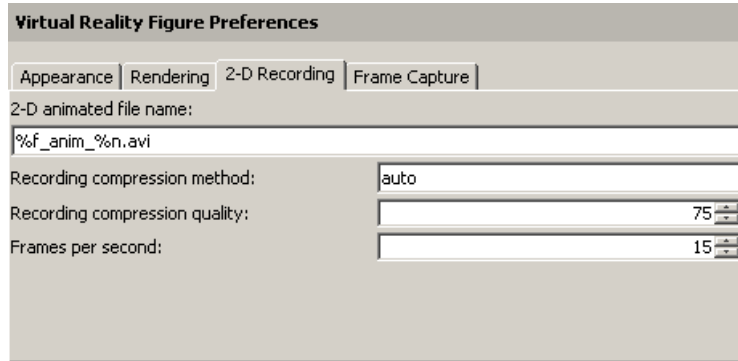 Virtual Reality Figure Preferences
Appearance Rendering 2-D Recording Frame Capture
2-D animated file name:
%f_anim_%n.avi
Recording compression method: auto
Recording compression quality: 75
Frames per second: 15